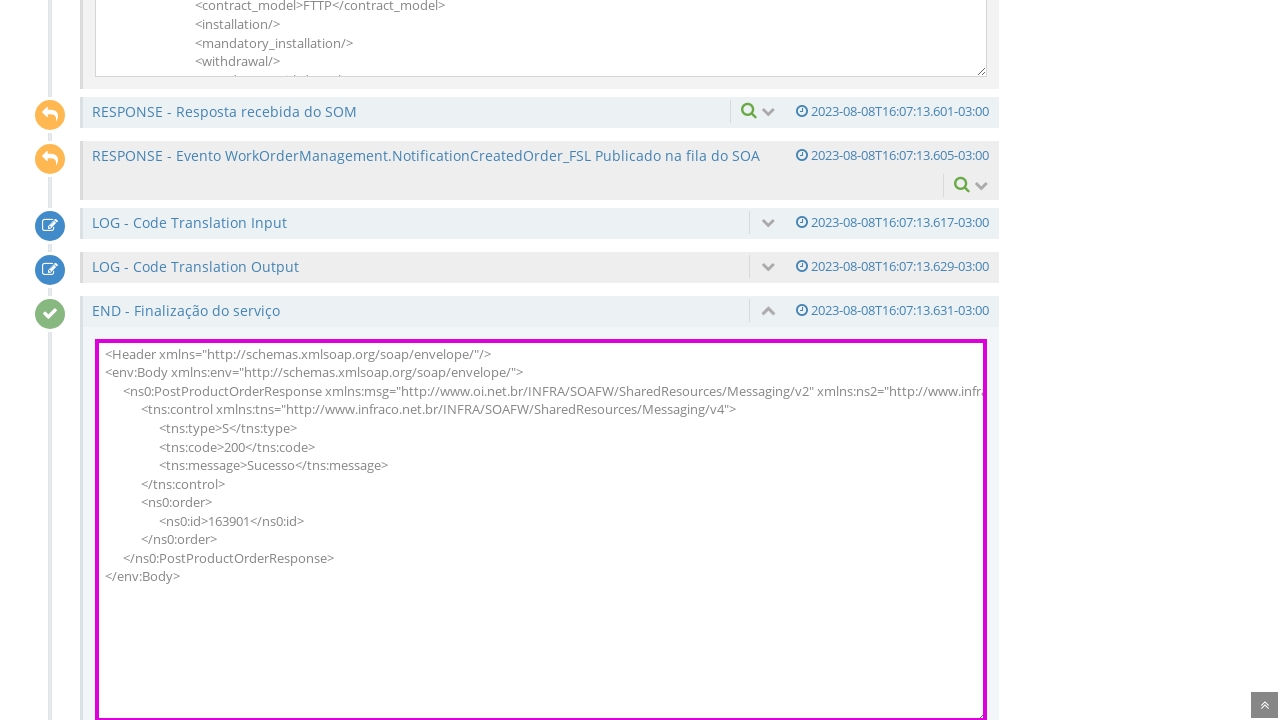 <contract_model>FTTP</contract_model>
<installation/>
<mandatory_installation/>
<withdrawal/>
RESPONSE - Resposta recebida do SOM
2023-08-08T16:07:13.601-03:00
RESPONSE - Evento WorkOrderManagement.NotificationCreatedOrder_FSL Publicado na fila do SOA
2023-08-08T16:07:13.605-03:00
LOG - Code Translation Input
2023-08-08T16:07:13.617-03:00
LOG - Code Translation Output
2023-08-08T16:07:13.629-03:00
END - Finalização do serviço
2023-08-08T16:07:13.631-03:00
<Header xmlns="http://schemas.xmlsoap.org/soap/envelope/"/>
<env:Body xmlns:env="http://schemas.xmlsoap.org/soap/envelope/">
<ns0:PostProductOrderResponse xmlns:msg="http://www.oi.net.br/INFRA/SOAFW/SharedResources/Messaging/v2" xmlns:ns2="http://www.infra
<tns:control xmlns:tns="http://www.infraco.net.br/INFRA/SOAFW/SharedResources/Messaging/v4">
<tns:type>S</tns:type>
<tns:code>200</tns:code>
<tns:message>Sucesso</tns:message>
</tns:control>
<ns0:order>
<ns0:id>163901</ns0:id>
</ns0:order>
</ns0:PostProductOrderResponse>
</env:Body>